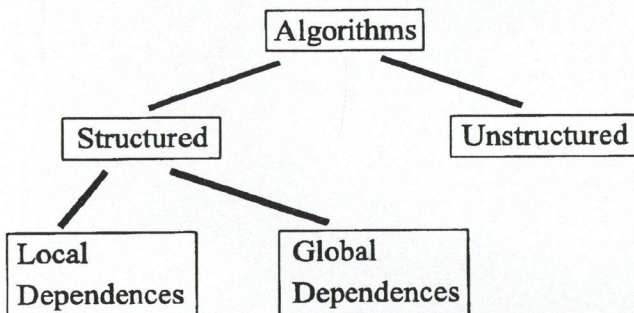 Algorithms
Structured
Unstructured
Local
Dependences
Global
Dependences